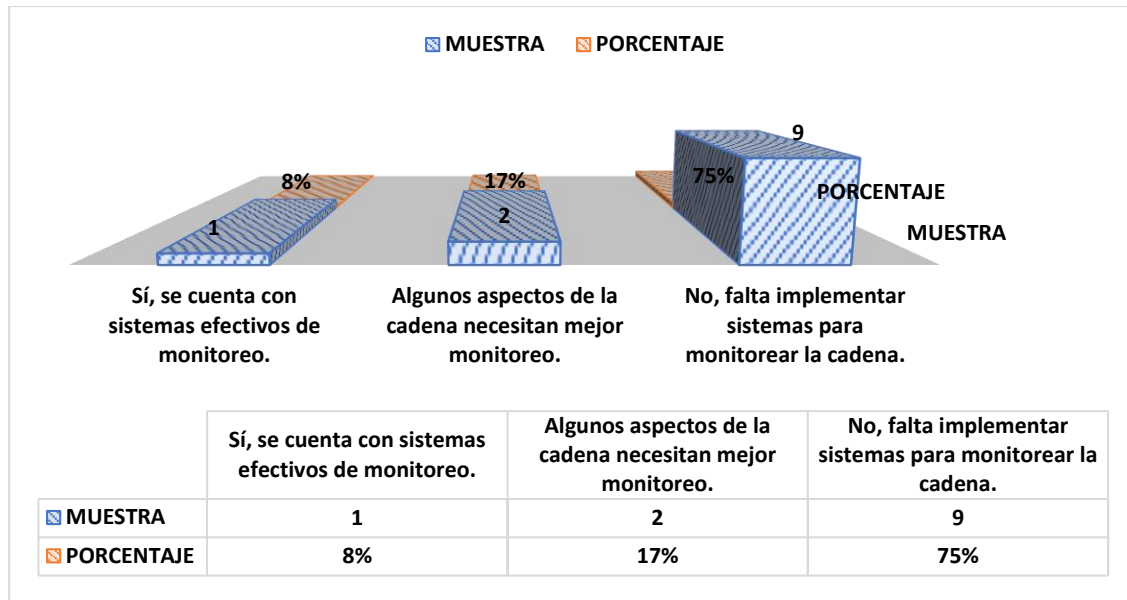 MUESTRA PORCENTAJE
9
8% 17% 75%
PORCENTAJE
1 2
MUESTRA
Sí, se cuenta con
sistemas efectivos de
monitoreo.
Algunos aspectos de la
cadena necesitan mejor
monitoreo.
No, falta implementar
sistemas para
monitorear la cadena.
Sí, se cuenta con sistemas
efectivos de monitoreo.
Algunos aspectos de la
cadena necesitan mejor
monitoreo.
No, falta implementar
sistemas para monitorear la
cadena.
MUESTRA 1 2 9
PORCENTAJE 8% 17% 75%